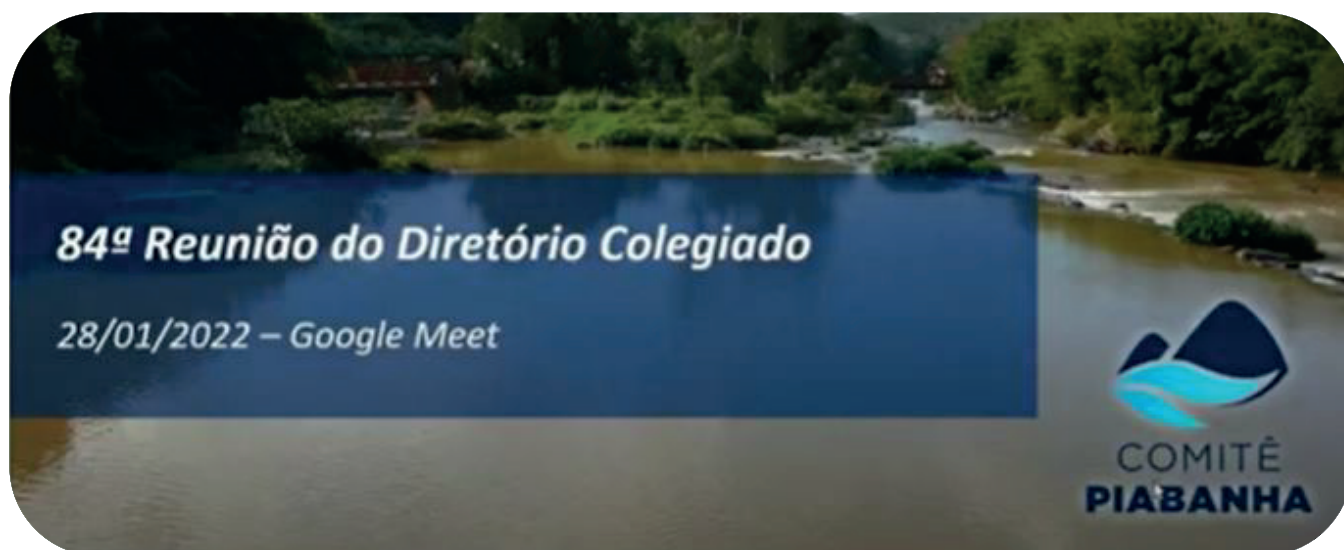 84ª Reunião do Diretório Colegiado
28/01/2022 – Google Meet
COMITÊ
PIABANHA